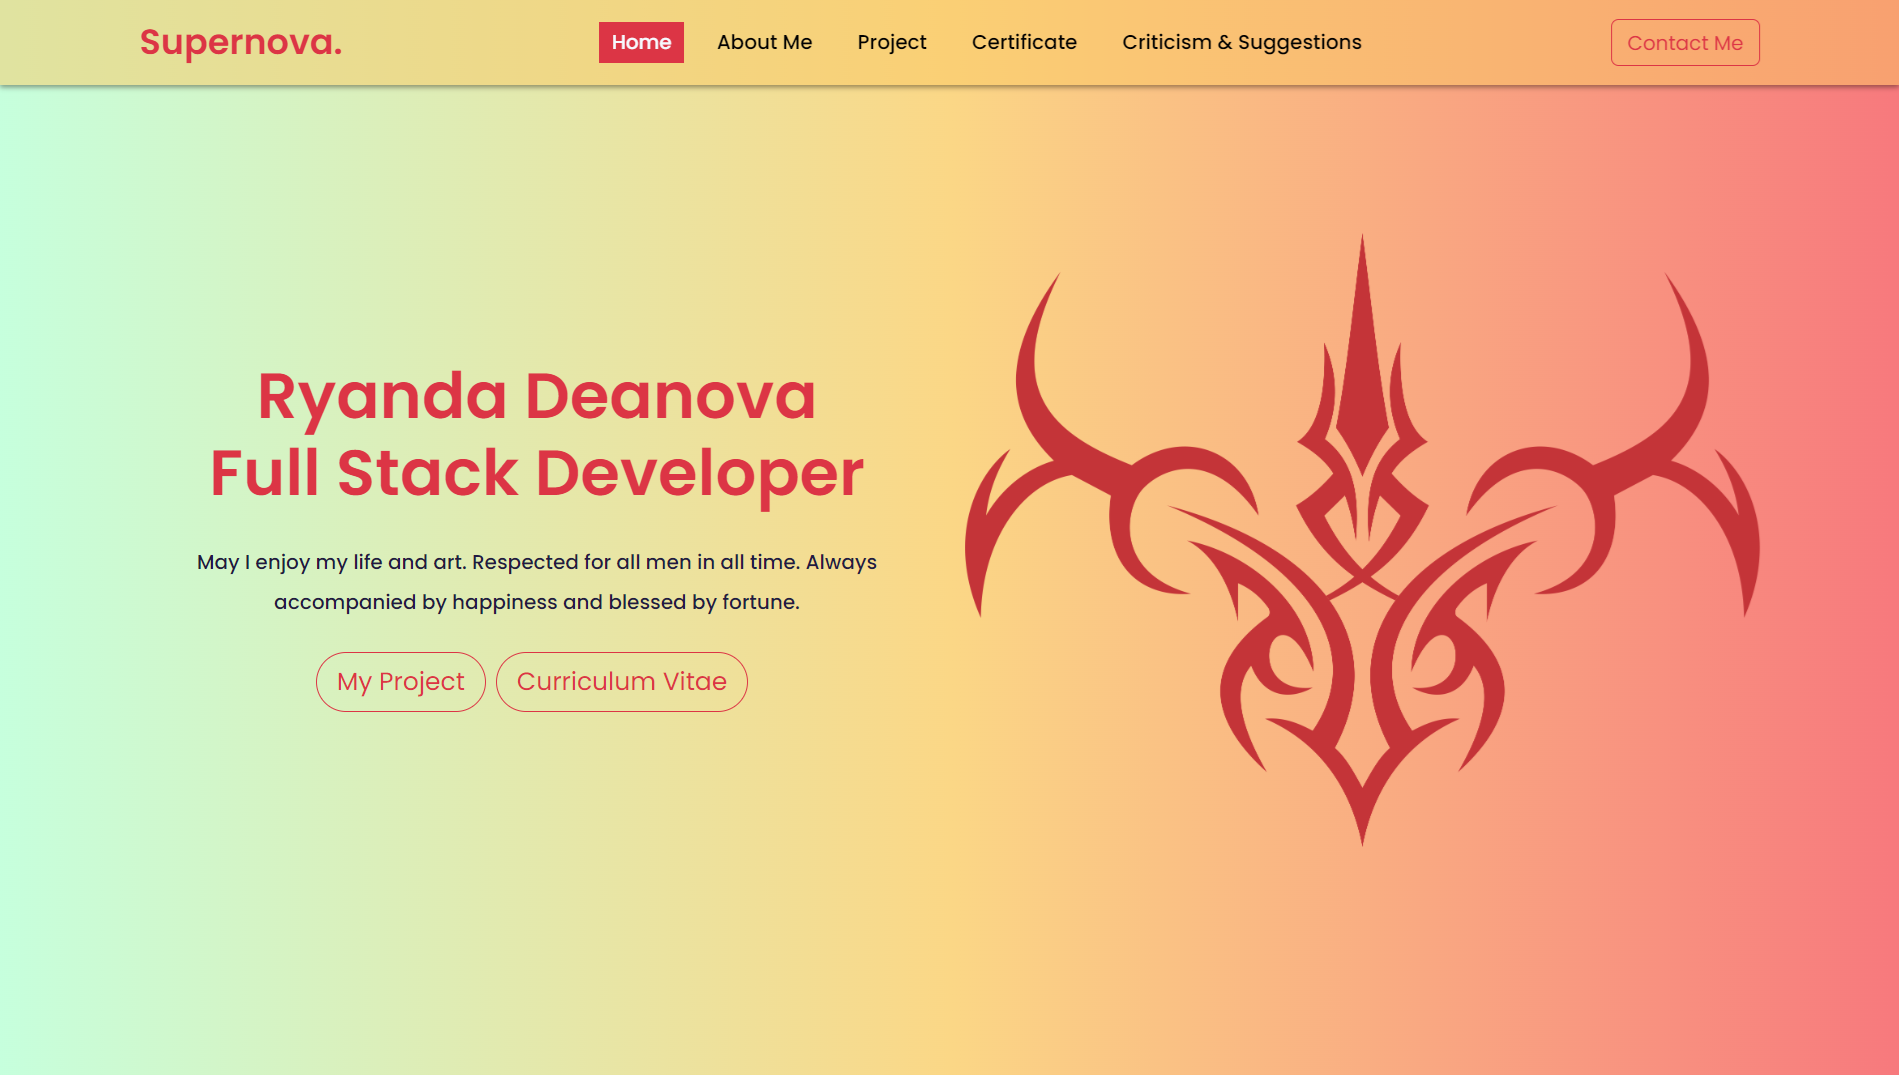 Supernova.
Home
About Me
Project
Certificate
Criticism & Suggestions
Contact Me
Ryanda Deanova
Full Stack Developer
May I enjoy my life and art. Respected for all men in all time. Always
accompanied by happiness and blessed by fortune.
My Project
Curriculum Vitae